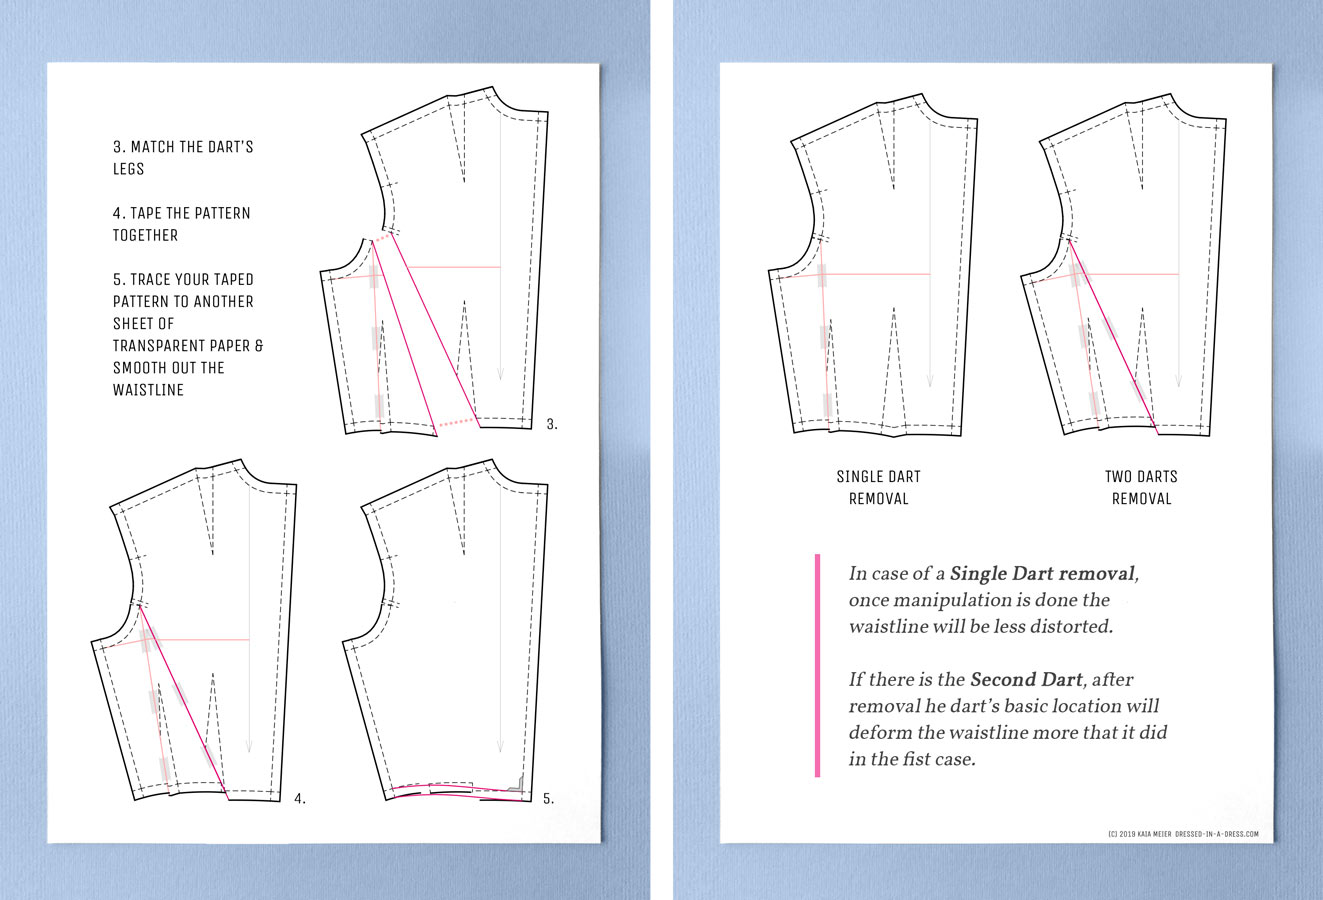 3. MATCH THE DART'S
LEGS
4. TAPE THE PATTERN
TOGETHER
5. TRACE YOUR TAPED
PATTERN TO ANOTHER
SHEET OF
TRANSPARENT PAPER &
SMOOTH OUT THE
WAISTLINE
3.
4.
5.
SINGLE DART
REMOVAL
TWO DARTS
REMOVAL
In case of a Single Dart removal,
once manipulation is done the
waistline will be less distorted.
If there is the Second Dart, after
removal he dart's basic location will
deform the waistline more that it did
in the fist case.
(C) 2019 KAIA MEIER DRESSED-IN-A-DRESS.COM